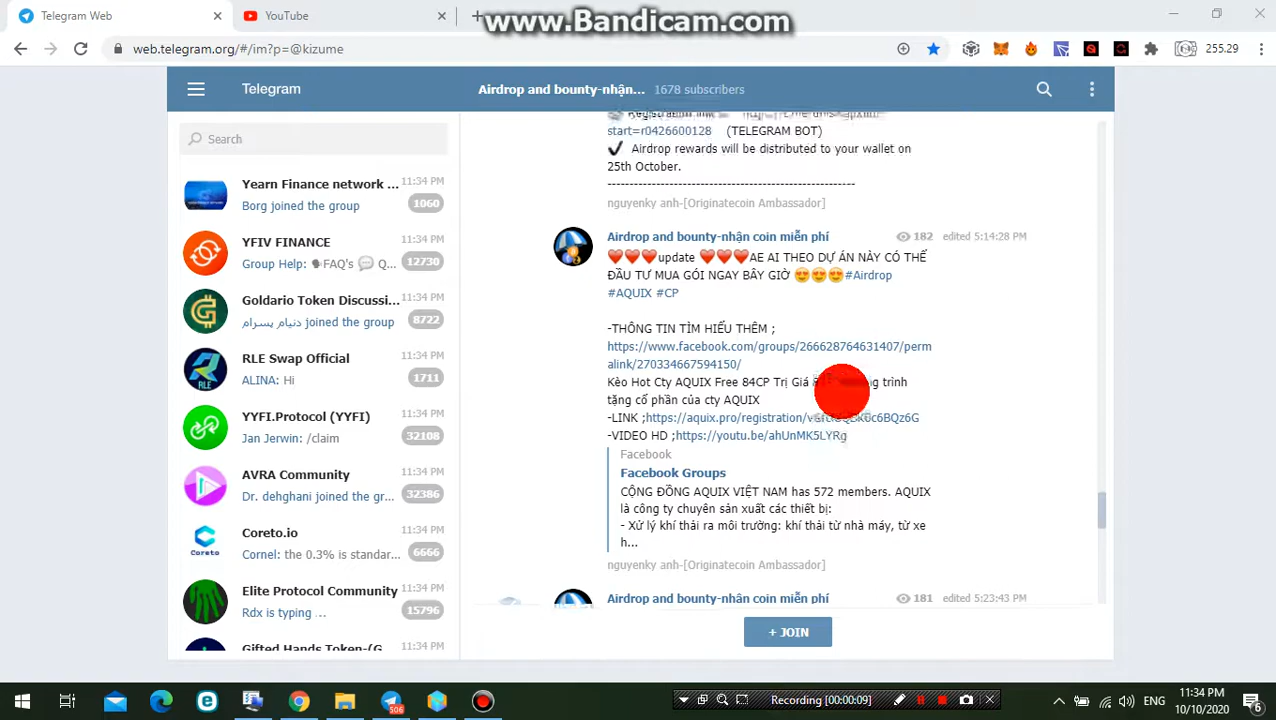 Telegram Web
YouTube
www.Bandicam.com
web.telegram.org/#/im?p=@kizume
255.29
Telegram
Airdrop and bounty-nhận... 1678 subscribers
Search
Yearn Finance network ... 11:34 PM
Borg joined the group 1060
YFIV FINANCE 11:34 PM
Group Help: 🗣FAQ's 💬 Q... 12730
Goldario Token Discussi... 11:34 PM
دنیام پسرام joined the group 8722
RLE Swap Official 11:34 PM
ALINA: Hi 1711
YYFI.Protocol (YYFI) 11:34 PM
Jan Jerwin: /claim 32108
AVRA Community 11:34 PM
Dr. dehghani joined the gr... 32386
Coreto.io 11:34 PM
Cornel: the 0.3% is standar... 6666
Elite Protocol Community 11:34 PM
Rdx is typing ... 15796
Gifted Hands Token-(G... 11:34 PM
start=r0426600128 (TELEGRAM BOT)
✔ Airdrop rewards will be distributed to your wallet on
25th October.
-------------------------------------------------------
nguyenky anh-[Originatecoin Ambassador]
Airdrop and bounty-nhận coin miễn phí 182 edited 5:14:28 PM
❤❤❤update ❤❤❤AE AI THEO DỰ ÁN NÀY CÓ THỂ
ĐẦU TƯ MUA GÓI NGAY BÂY GIỜ 😍😍😍#Airdrop
#AQUIX #CP
-THÔNG TIN TÌM HIỂU THÊM ;
https://www.facebook.com/groups/266628764631407/perm
alink/270334667594150/
Kèo Hot Cty AQUIX Free 84CP Trị Giá trình
tặng cổ phần của cty AQUIX
-LINK ;https://aquix.pro/registration/
-VIDEO HD ;https://youtu.be/ahUnMK5LYRg
Facebook
Facebook Groups
CỘNG ĐỒNG AQUIX VIỆT NAM has 572 members. AQUIX
là công ty chuyên sản xuất các thiết bị:
- Xử lý khí thải ra môi trường: khí thải từ nhà máy, từ xe
h...
nguyenky anh-[Originatecoin Ambassador]
Airdrop and bounty-nhận coin miễn phí 181 edited 5:23:43 PM
+ JOIN
506
Recording [00:00:09]
ENG
11:34 PM
10/10/2020
6